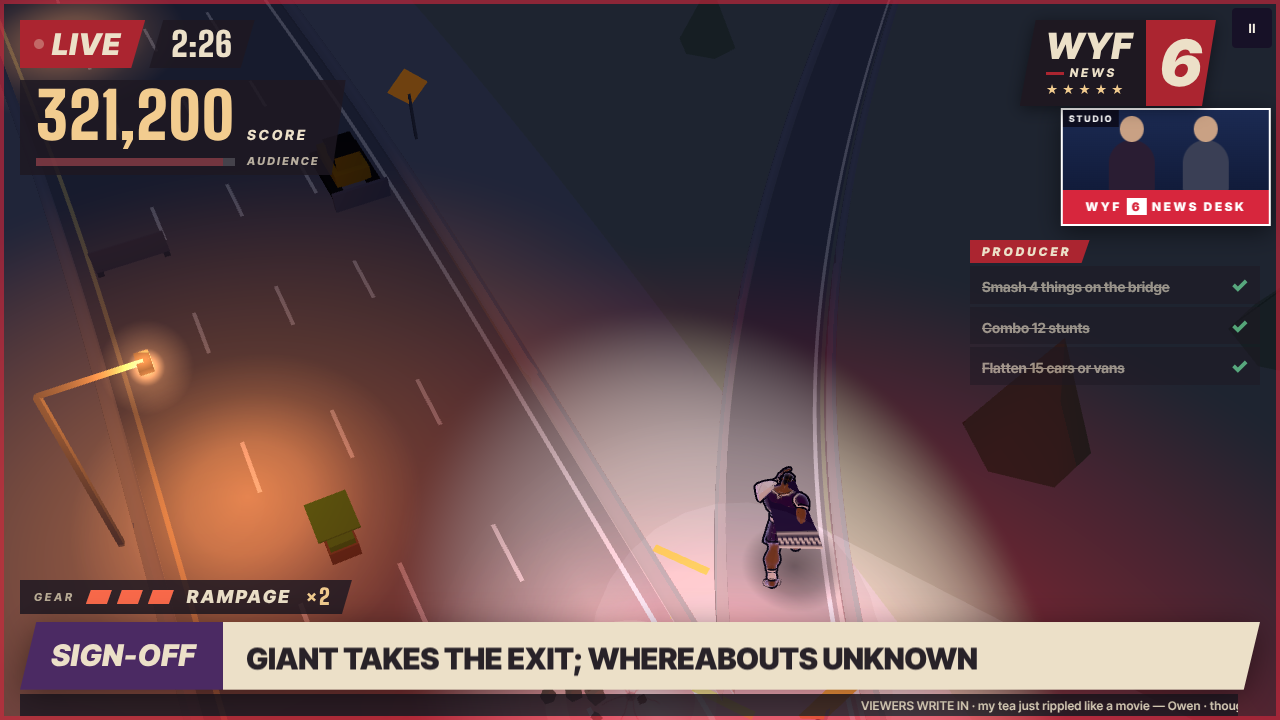 LIVE
2:26
321,200 SCORE
AUDIENCE
WYF
NEWS
6
STUDIO
WYF 6 NEWS DESK
PRODUCER
Smash 4 things on the bridge
Combo 12 stunts
Flatten 15 cars or vans
GEAR RAMPAGE ×2
SIGN-OFF
GIANT TAKES THE EXIT; WHEREABOUTS UNKNOWN
VIEWERS WRITE IN · my tea just rippled like a movie — Owen ·